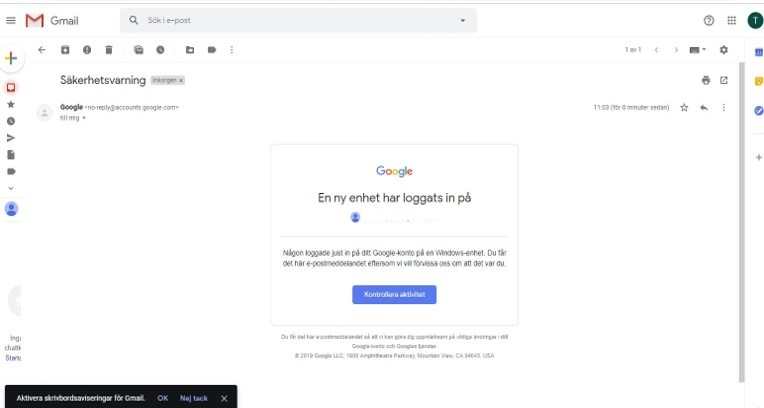 Gmail
Sök i e-post
1 av 1
Säkerhetsvarning
Inkorgen x
Google <no-reply@accounts.google.com>
11:03 (för 0 minuter sedan)
till mig
Google
En ny enhet har loggats in på
Någon loggade just in på ditt Google-konto på en Windows-enhet. Du får
det här e-postmeddelandet eftersom vi vill förvissa oss om att det var du.
Kontrollera aktivitet
Du får det här e-postmeddelandet så att vi kan göra dig uppmärksam på viktiga ändringar i ditt
Google-konto och Googles tjänster.
© 2019 Google LLC, 1600 Amphitheatre Parkway, Mountain View, CA 94043, USA
Aktivera skrivbordsaviseringar för Gmail. OK Nej tack
T